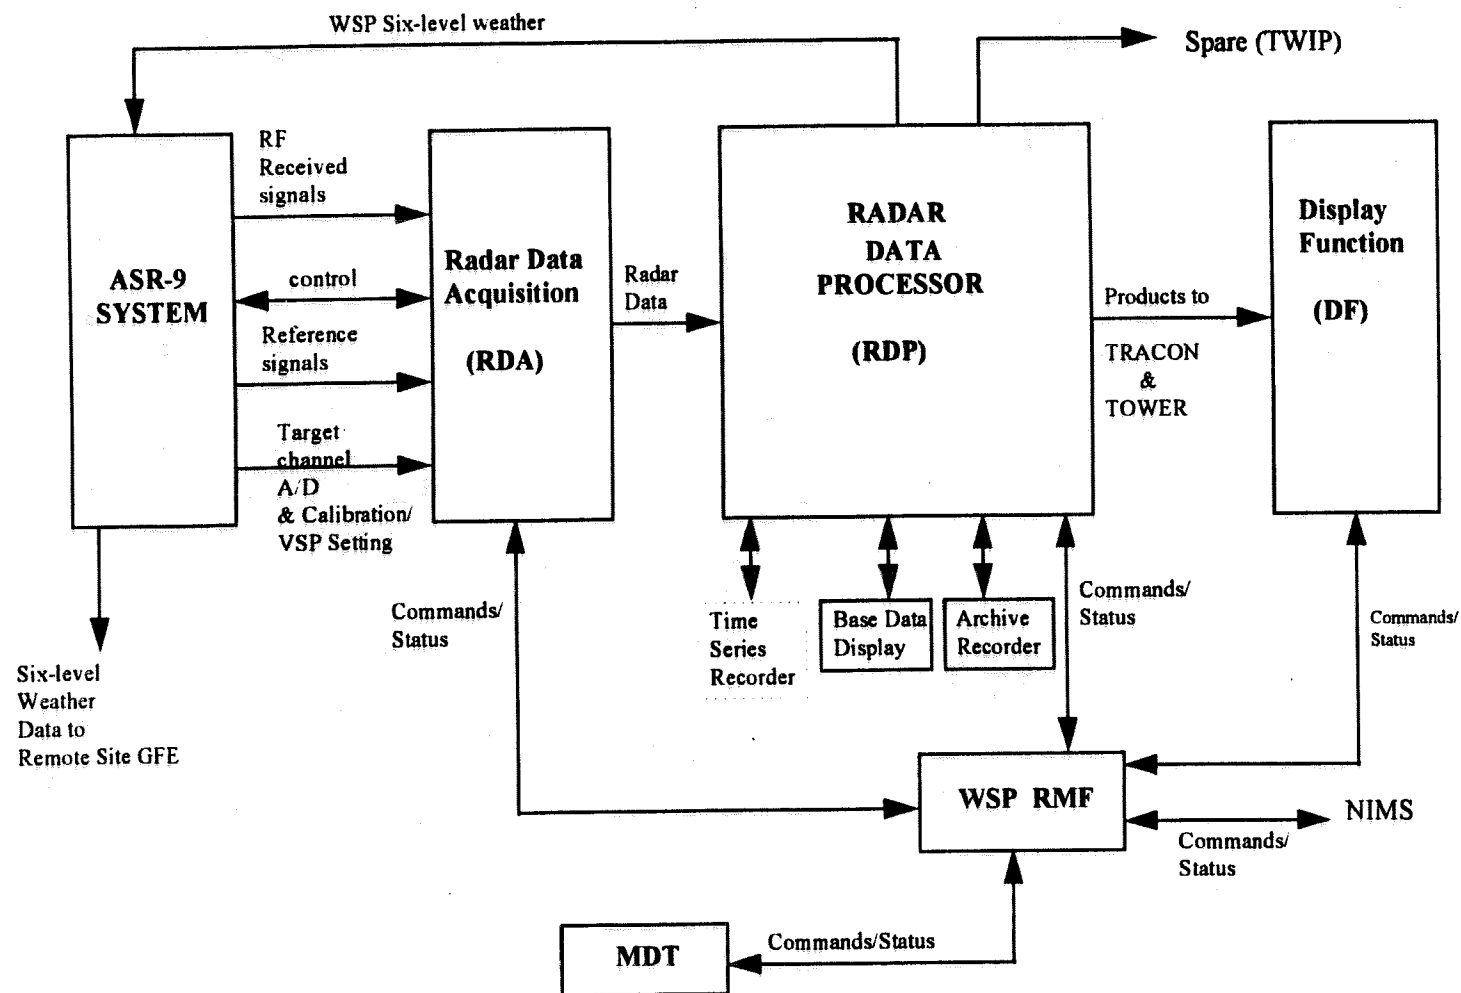 WSP Six-level weather
Spare (TWIP)
RF
Received
signals
ASR-9
SYSTEM
control
Reference
signals
Target
channel
A/D
& Calibration/
VSP Setting
Radar Data
Acquisition
(RDA)
Radar
Data
RADAR
DATA
PROCESSOR
(RDP)
Products to
TRACON
&
TOWER
Display
Function
(DF)
Six-level
Weather
Data to
Remote Site GFE
Commands/
Status
Time
Series
Recorder
Base Data
Display
Archive
Recorder
Commands/
Status
Commands/
Status
WSP RMF
NIMS
Commands/
Status
MDT
Commands/Status